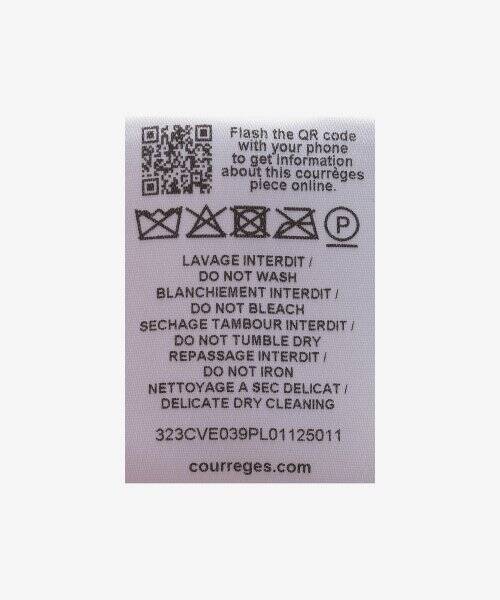 Flash the QR code
with your phone
to get information
about this courrèges
piece online.
P
LAVAGE INTERDIT /
DO NOT WASH
BLANCHIEMENT INTERDIT /
DO NOT BLEACH
SECHAGE TAMBOUR INTERDIT /
DO NOT TUMBLE DRY
REPASSAGE INTERDIT /
DO NOT IRON
NETTOYAGE A SEC DELICAT /
DELICATE DRY CLEANING
323CVE039PL01125011
courreges.com